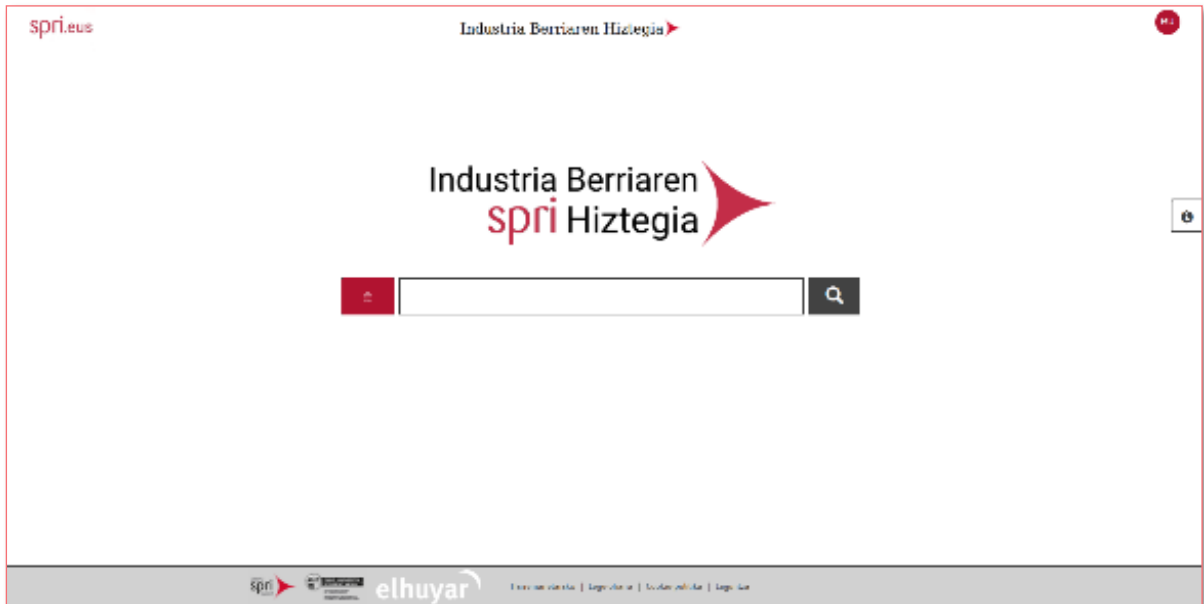 spri.eus
Industria Berriaren Hiztegia
Industria Berriaren
spri Hiztegia
spri
elhuyar